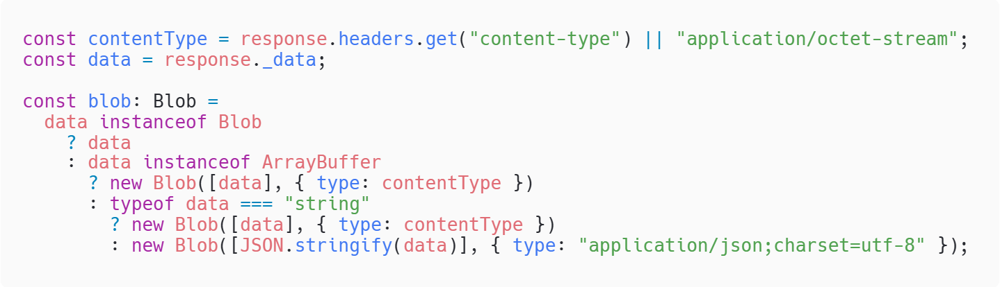 const contentType = response.headers.get("content-type") || "application/octet-stream";
const data = response._data;

const blob: Blob =
  data instanceof Blob
    ? data
    : data instanceof ArrayBuffer
      ? new Blob([data], { type: contentType })
      : typeof data === "string"
        ? new Blob([data], { type: contentType })
        : new Blob([JSON.stringify(data)], { type: "application/json;charset=utf-8" });